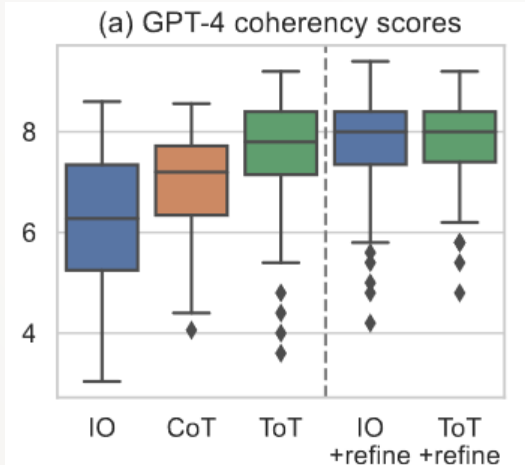 (a) GPT-4 coherency scores
8
6
4
IO CoT ToT IO ToT
+refine +refine